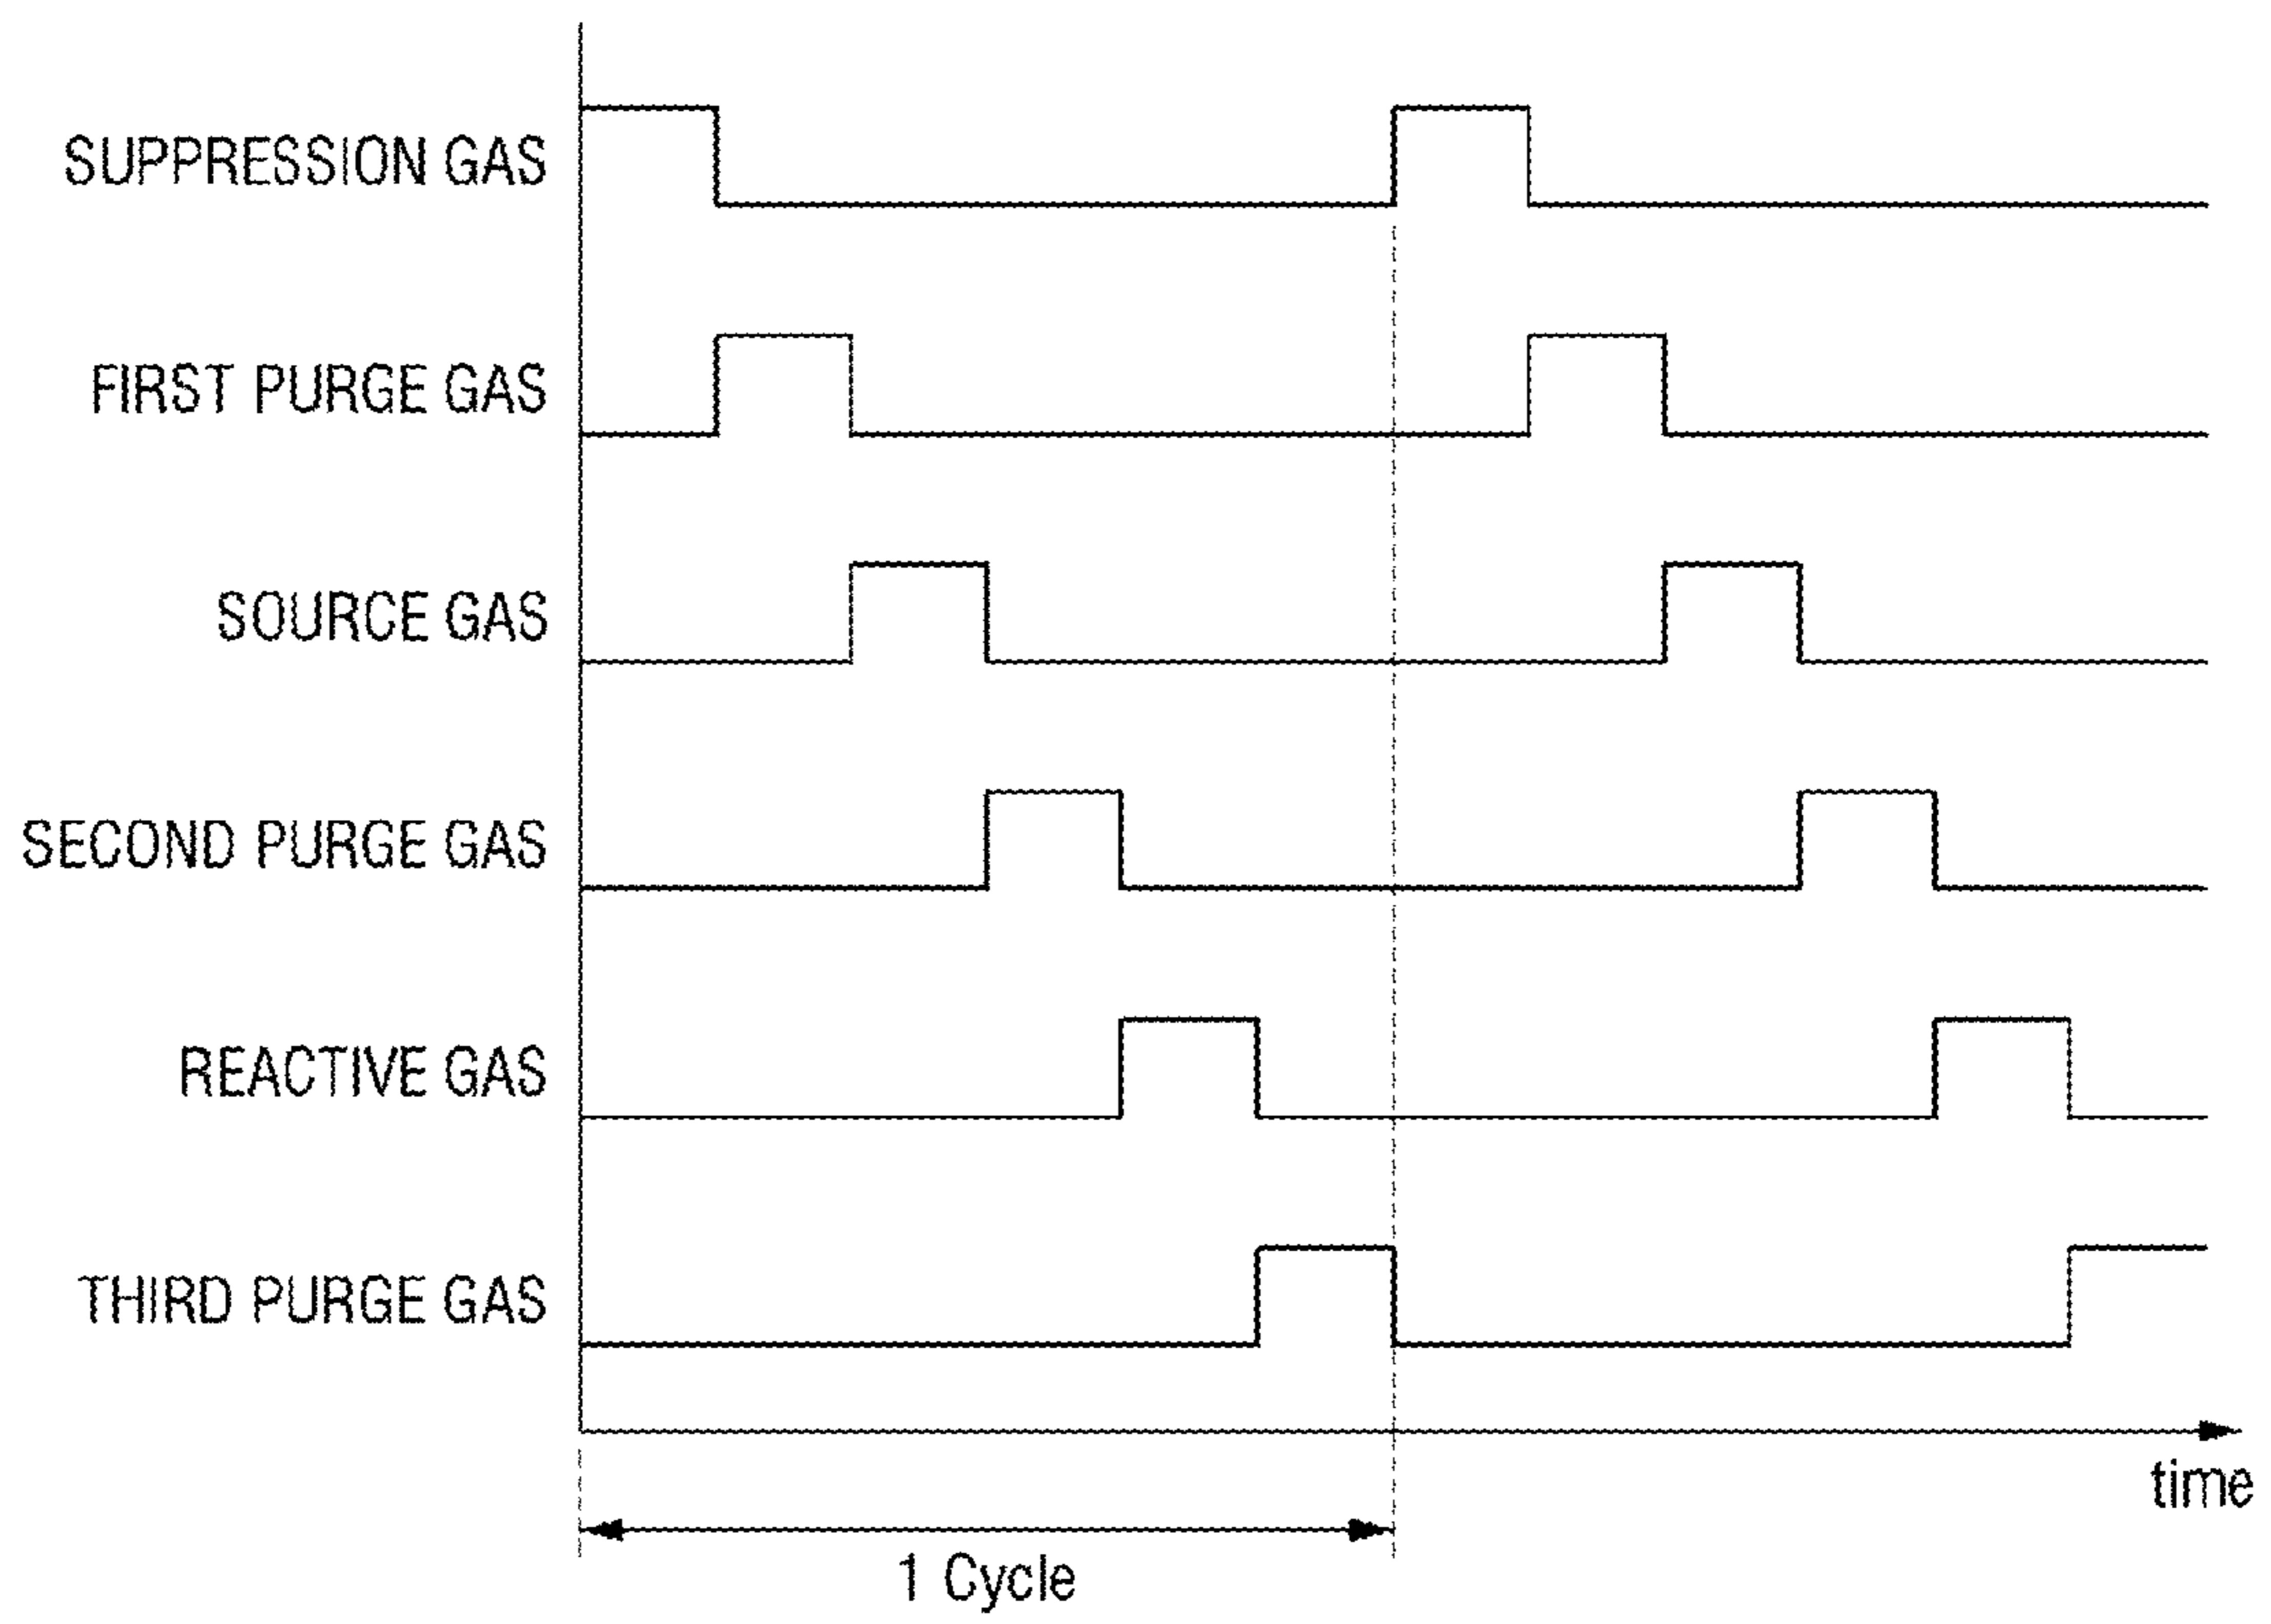 SUPPRESSION GAS
FIRST PURGE GAS
SOURCE GAS
SECOND PURGE GAS
REACTIVE GAS
THIRD PURGE GAS
time
1 Cycle